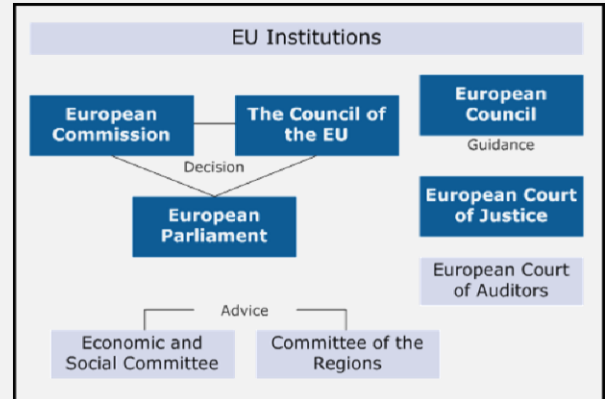 EU Institutions
European
Commission
The Council of
the EU
European
Council
Guidance
Decision
European
Parliament
European Court
of Justice
European Court
of Auditors
Advice
Economic and
Social Committee
Committee of the
Regions